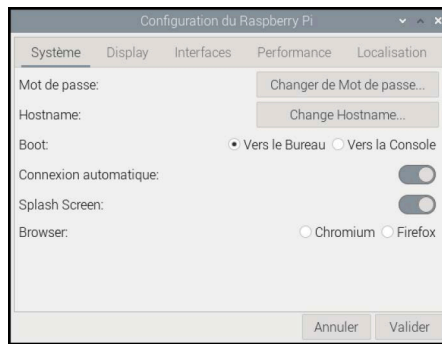 Configuration du Raspberry Pi
Système Display Interfaces Performance Localisation
Mot de passe: Changer de Mot de passe...
Hostname: Change Hostname...
Boot: Vers le Bureau Vers la Console
Connexion automatique:
Splash Screen:
Browser: Chromium Firefox
Annuler Valider